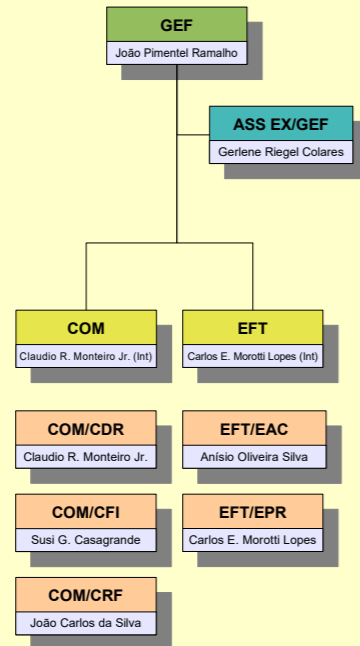 GEF
João Pimentel Ramalho
ASS EX/GEF
Gerlene Riegel Colares
COM
Claudio R. Monteiro Jr. (Int)
EFT
Carlos E. Morotti Lopes (Int)
COM/CDR
Claudio R. Monteiro Jr.
EFT/EAC
Anísio Oliveira Silva
COM/CFI
Susi G. Casagrande
EFT/EPR
Carlos E. Morotti Lopes
COM/CRF
João Carlos da Silva